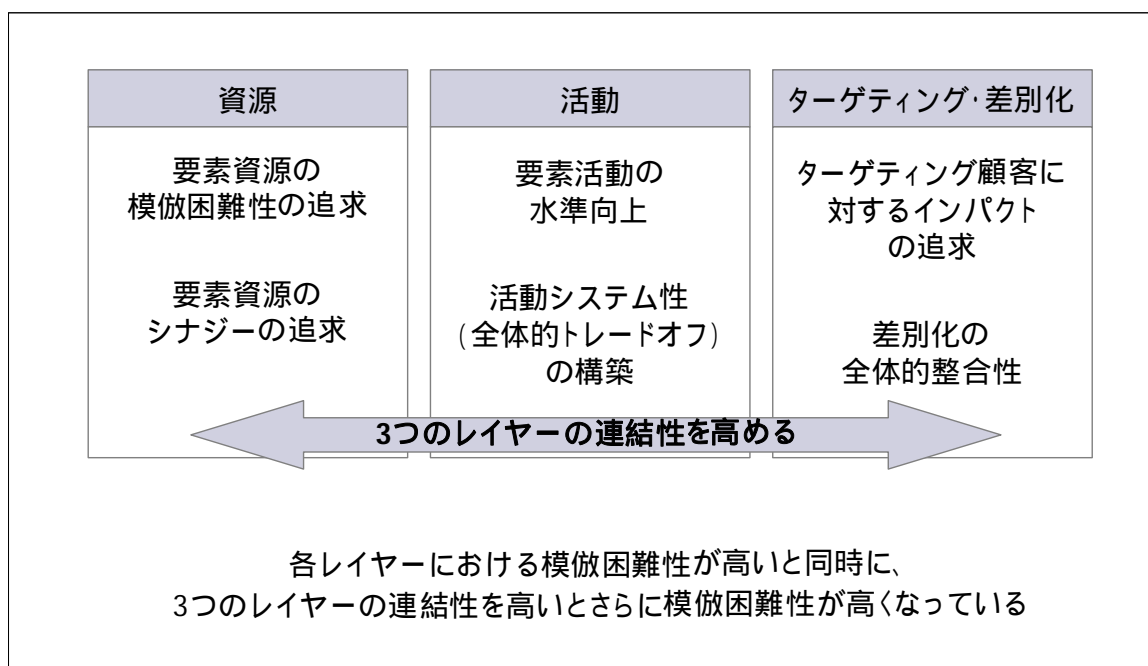 資源
要素資源の
模倣困難性の追求
要素資源の
シナジーの追求
活動
要素活動の
水準向上
活動システム性
(全体的トレードオフ)
の構築
ターゲティング・差別化
ターゲティング顧客に
対するインパクト
の追求
差別化の
全体的整合性
3つのレイヤーの連結性を高める
各レイヤーにおける模倣困難性が高いと同時に、
3つのレイヤーの連結性を高いとさらに模倣困難性が高くなっている